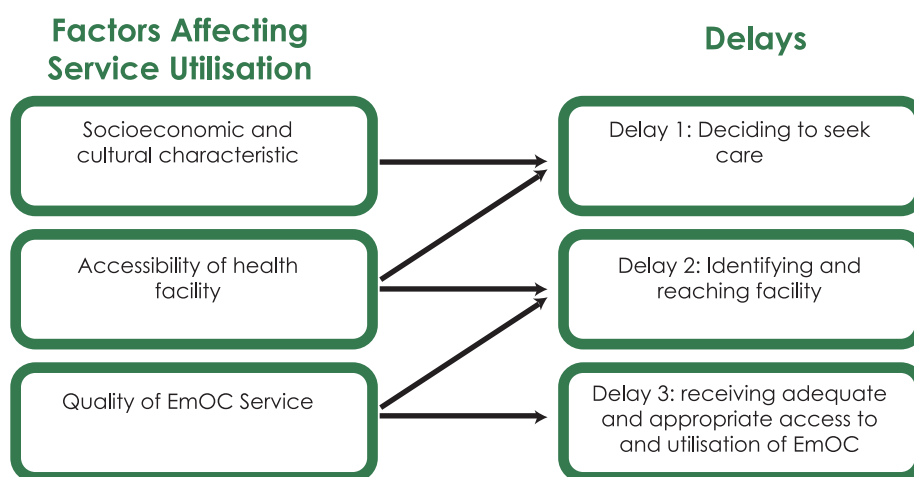 Factors Affecting
Service Utilisation
Delays
Socioeconomic and
cultural characteristic
Delay 1: Deciding to seek
care
Accessibility of health
facility
Delay 2: Identifying and
reaching facility
Quality of EmOC Service
Delay 3: receiving adequate
and appropriate access to
and utilisation of EmOC